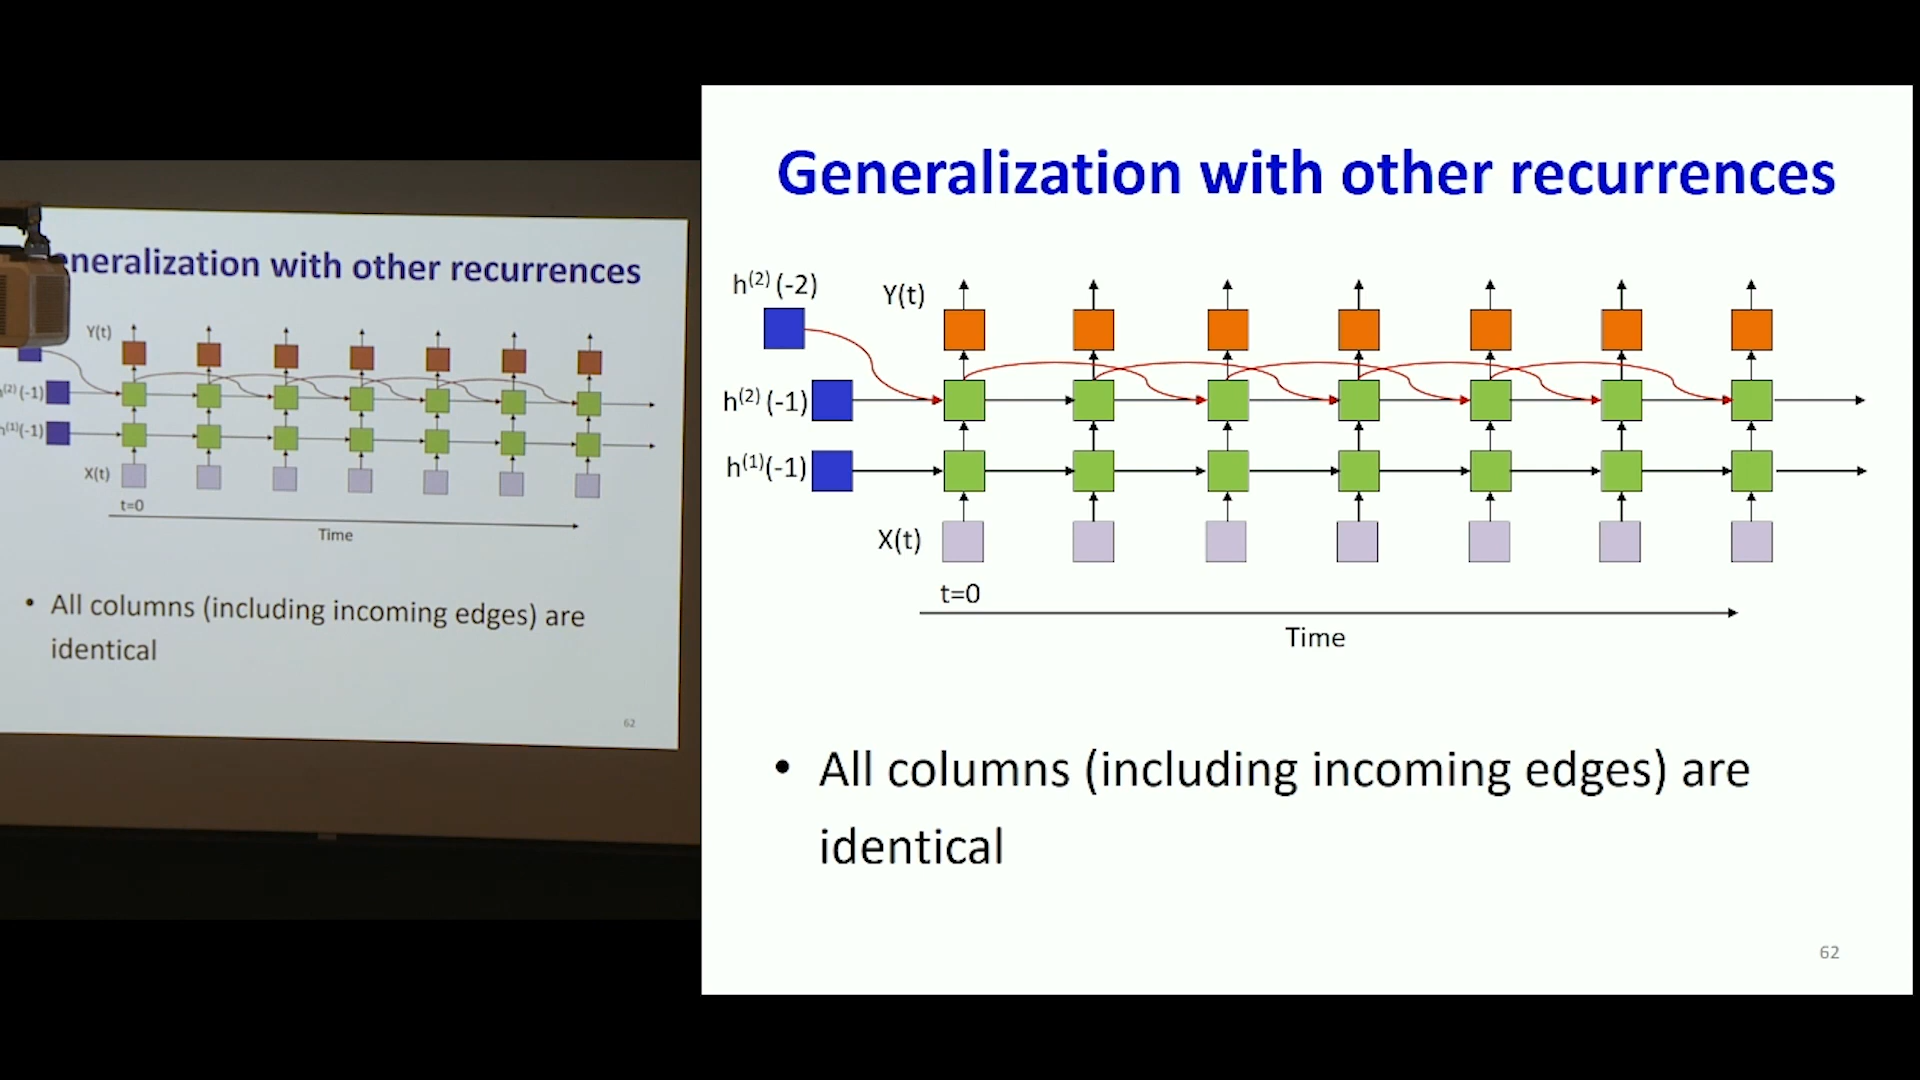 eneralization with other recurrences
Y(t)
(2) (-1)
h(1)(-1)
X(t)
t=0
Time
• All columns (including incoming edges) are
identical
62
Generalization with other recurrences
h(2) (-2)
Y(t)
h(2) (-1)
h(1)(-1)
X(t)
t=0
Time
• All columns (including incoming edges) are
identical
62